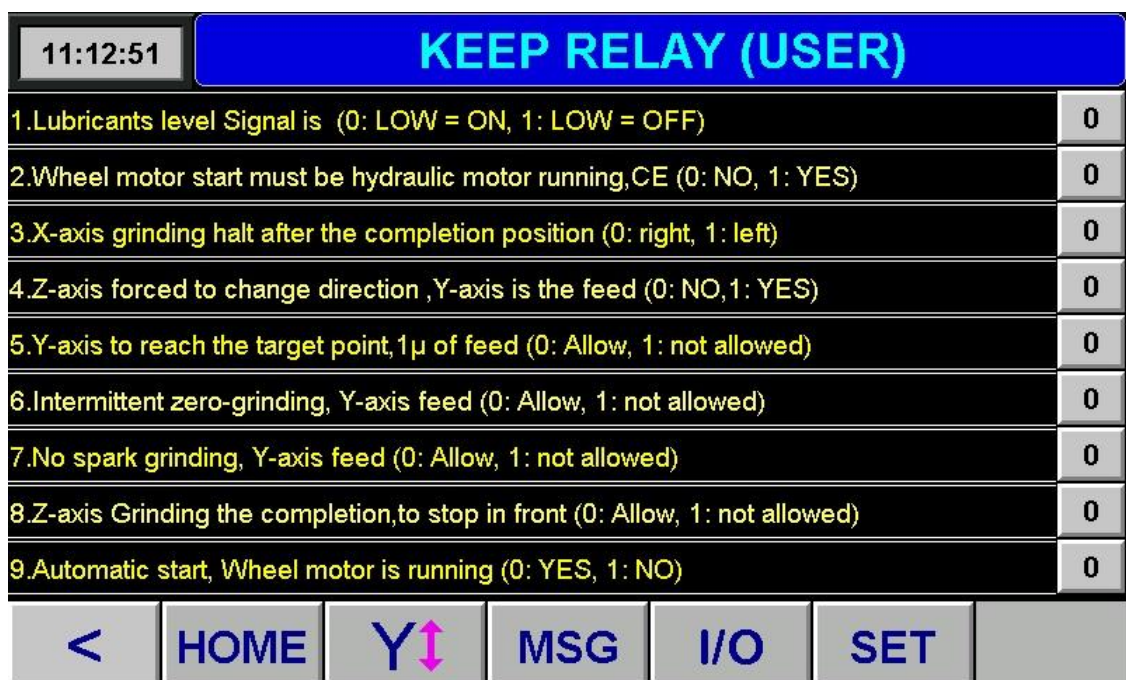 11:12:51
KEEP RELAY (USER)
1.Lubricants level Signal is (0: LOW = ON, 1: LOW = OFF) 0
2.Wheel motor start must be hydraulic motor running,CE (0: NO, 1: YES) 0
3.X-axis grinding halt after the completion position (0: right, 1: left) 0
4.Z-axis forced to change direction ,Y-axis is the feed (0: NO,1: YES) 0
5.Y-axis to reach the target point,1μ of feed (0: Allow, 1: not allowed) 0
6.Intermittent zero-grinding, Y-axis feed (0: Allow, 1: not allowed) 0
7.No spark grinding, Y-axis feed (0: Allow, 1: not allowed) 0
8.Z-axis Grinding the completion,to stop in front (0: Allow, 1: not allowed) 0
9.Automatic start, Wheel motor is running (0: YES, 1: NO) 0
< HOME Y↕ MSG I/O SET